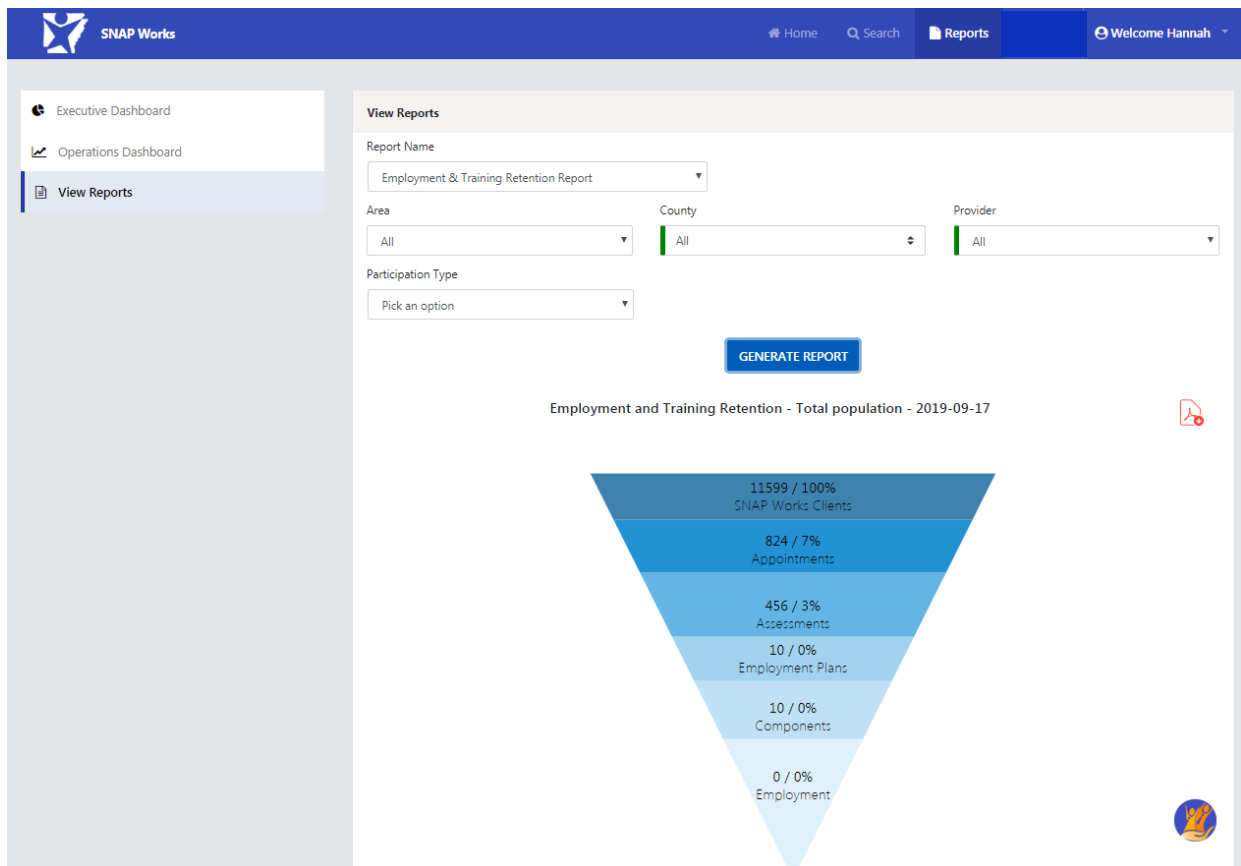 SNAP Works
Home
Search
Reports
Welcome Hannah
Executive Dashboard
Operations Dashboard
View Reports
View Reports
Report Name
Employment & Training Retention Report
Area
County
Provider
All
All
All
Participation Type
Pick an option
GENERATE REPORT
Employment and Training Retention - Total population - 2019-09-17
11599 / 100%
SNAP Works Clients
824 / 7%
Appointments
456 / 3%
Assessments
10 / 0%
Employment Plans
10 / 0%
Components
0 / 0%
Employment